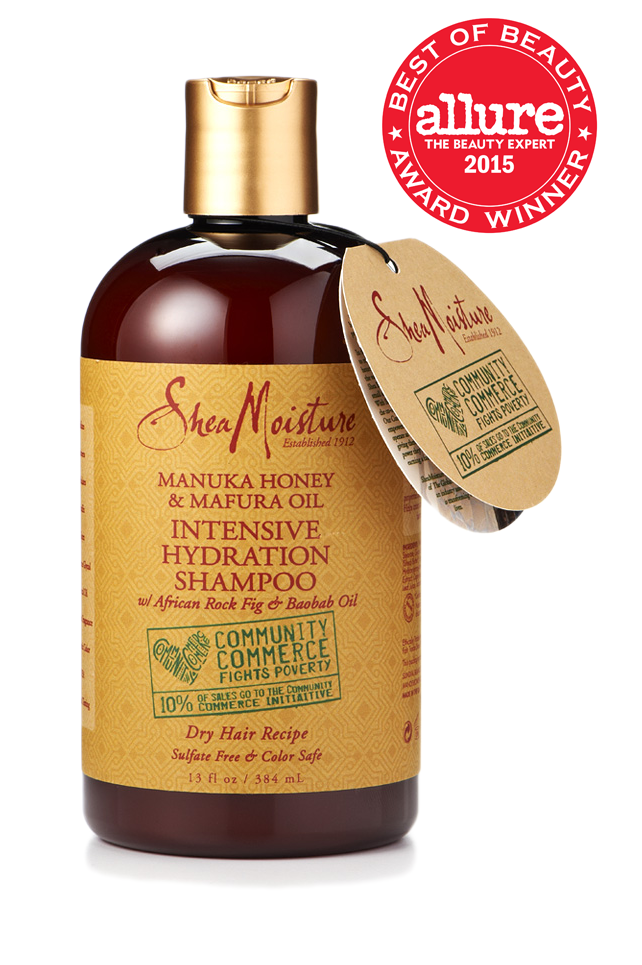 BEST OF BEAUTY
allure
THE BEAUTY EXPERT
2015
AWARD WINNER
SheaMoisture
Established 1912
COMMUNITY
COMMERCE
FIGHTS POVERTY
10% OF SALES GO TO THE COMMUNITY
COMMERCE INITIATIVE
SheaMoisture
Established 1912
MANUKA HONEY
& MAFURA OIL
INTENSIVE
HYDRATION
SHAMPOO
w/ African Rock Fig & Baobab Oil
COMMUNITY
COMMERCE
FIGHTS POVERTY
10% OF SALES GO TO THE COMMUNITY
COMMERCE INITIATIVE
Dry Hair Recipe
Sulfate Free & Color Safe
13 fl oz / 384 mL